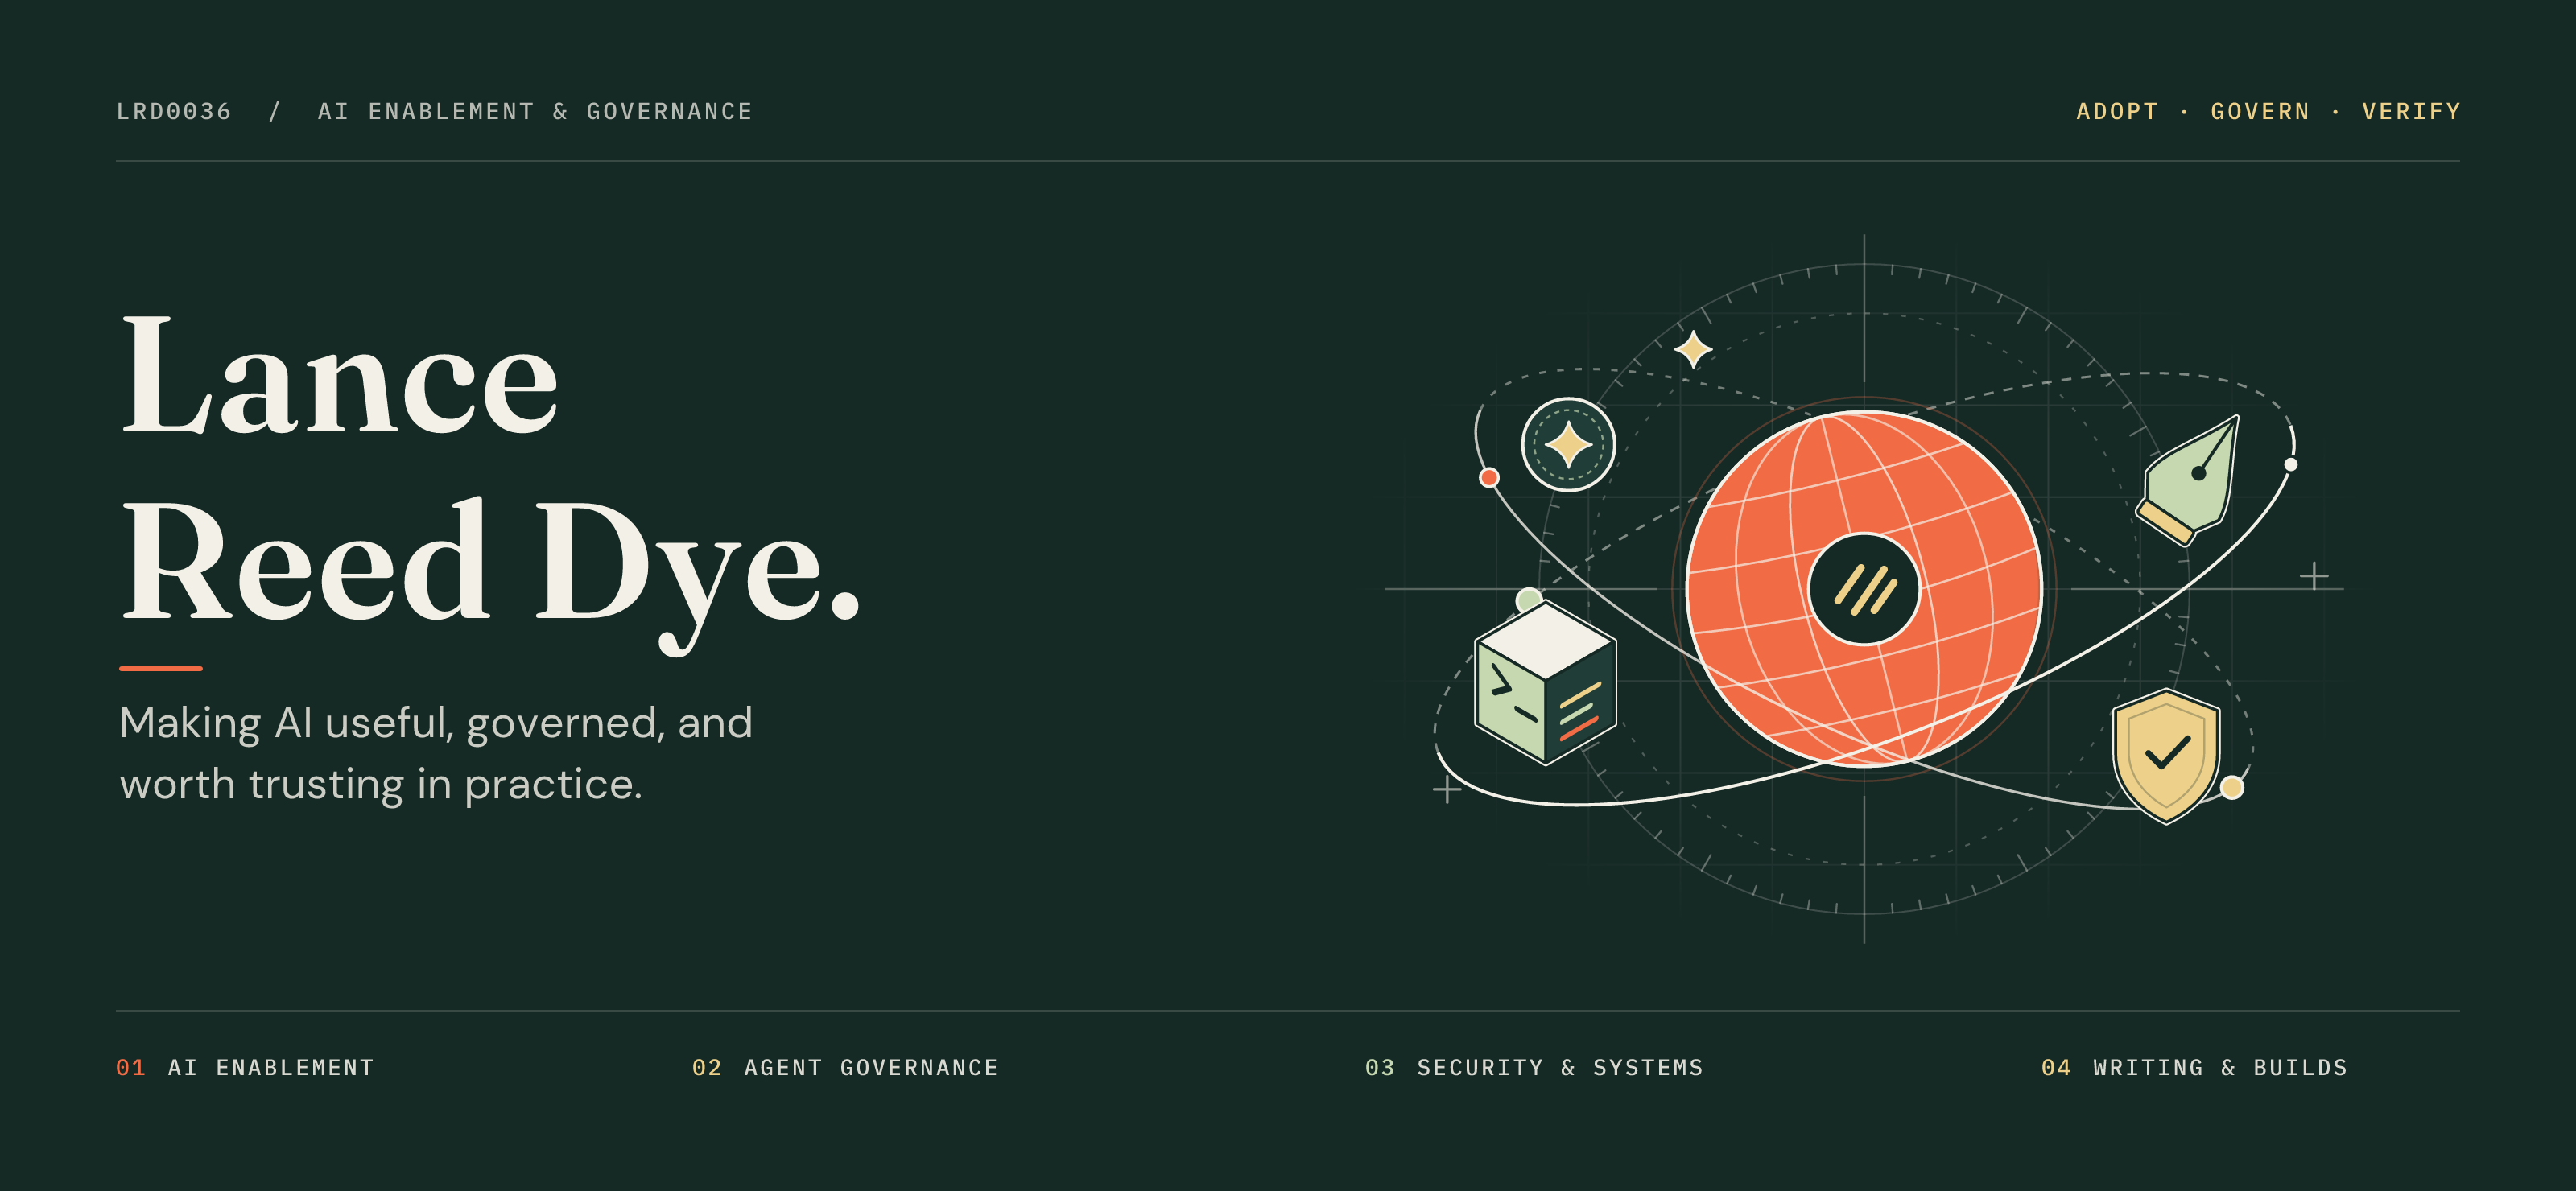 LRD0036 / AI ENABLEMENT & GOVERNANCE
ADOPT · GOVERN · VERIFY
Lance
Reed Dye.
Making AI useful, governed, and
worth trusting in practice.
01 AI ENABLEMENT
02 AGENT GOVERNANCE
03 SECURITY & SYSTEMS
04 WRITING & BUILDS